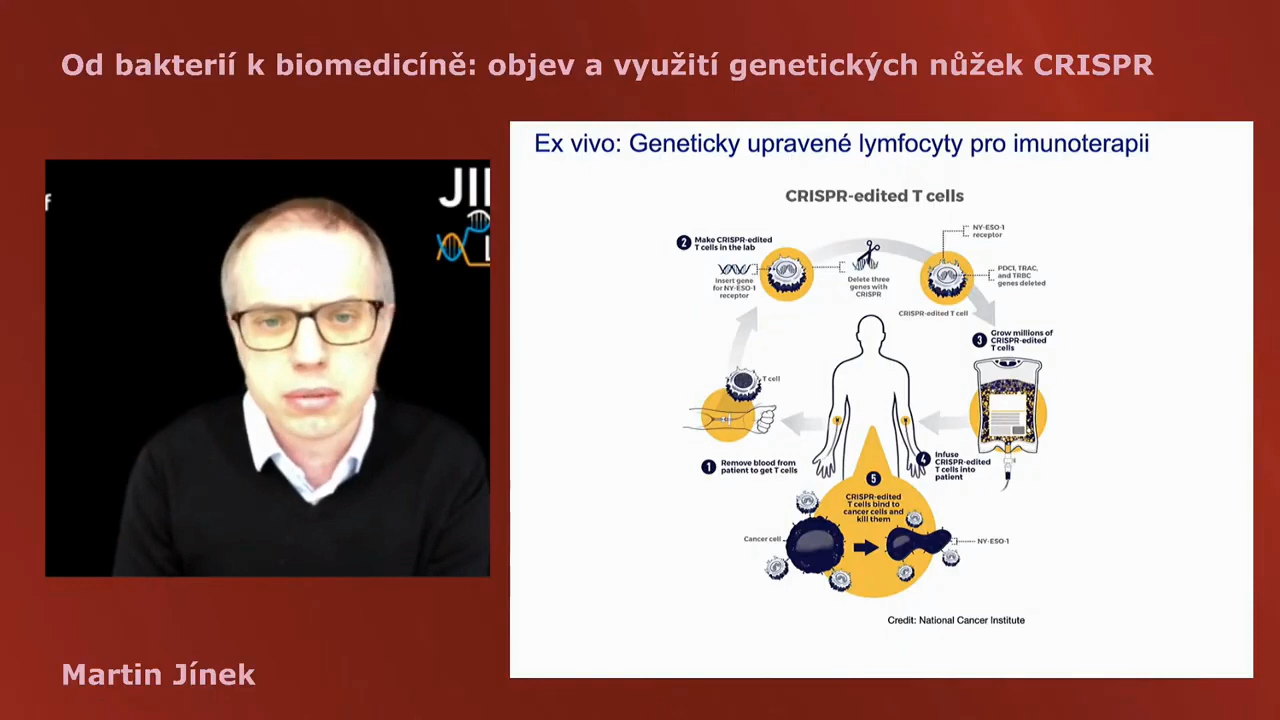 Od bakterií k biomedicíně: objev a využití genetických nůžek CRISPR
f
JI
L
Martin Jínek
Ex vivo: Geneticky upravené lymfocyty pro imunoterapii
CRISPR-edited T cells
2 Make CRISPR-edited
T cells in the lab
Insert gene
for NY-ESO-1
receptor
Delete three
genes with
CRISPR
NY-ESO-1
receptor
PDC1, TRAC,
and TRBC
genes deleted
CRISPR-edited T cell
3 Grow millions of
CRISPR-edited
T cells
T cell
1 Remove blood from
patient to get T cells
4 Infuse
CRISPR-edited
T cells into
patient
5
CRISPR-edited
T cells bind to
cancer cells and
kill them
Cancer cell
NY-ESO-1
Credit: National Cancer Institute